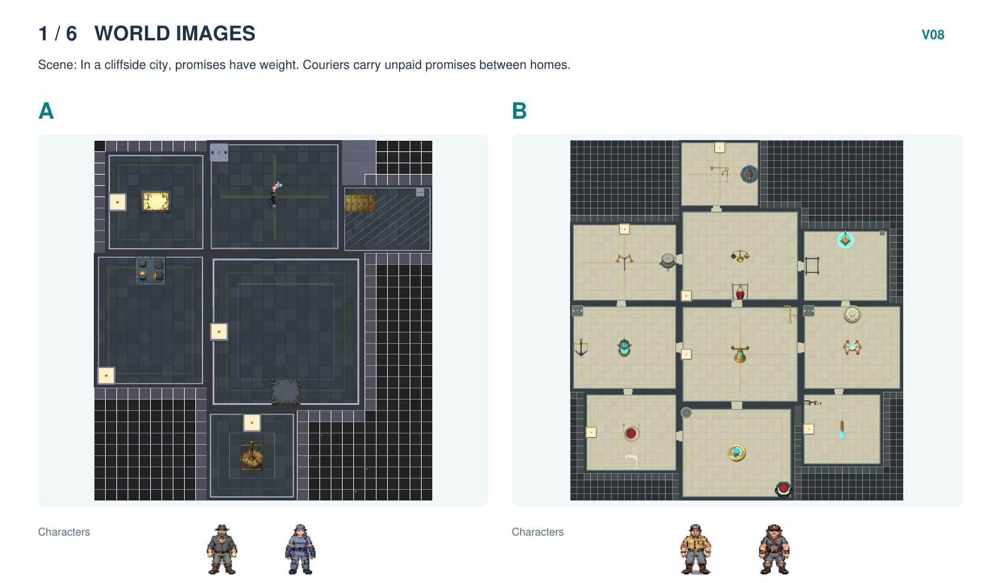 1 / 6 WORLD IMAGES
V08
Scene: In a cliffside city, promises have weight. Couriers carry unpaid promises between homes.
A
B
Characters
Characters